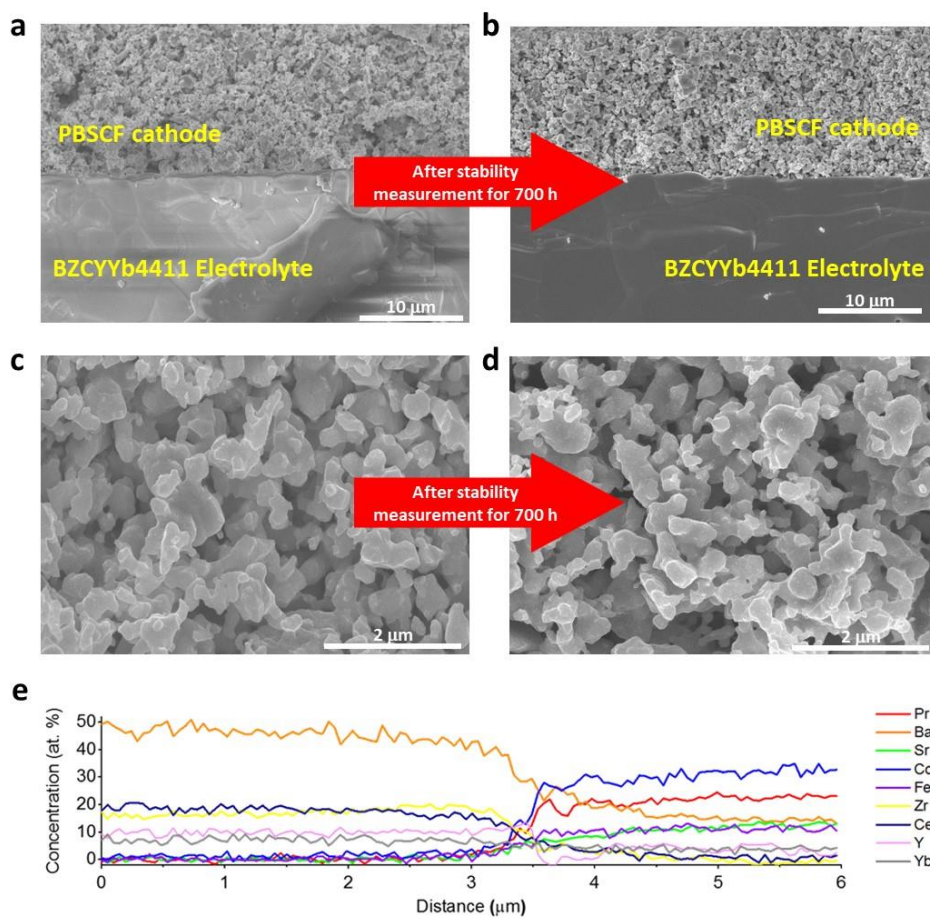 a
b
PBSCF cathode
PBSCF cathode
After stability
measurement for 700 h
BZCYYb4411 Electrolyte
BZCYYb4411 Electrolyte
10 μm
10 μm
c
d
After stability
measurement for 700 h
2 μm
2 μm
e
Concentration (at. %)
50
40
30
20
10
0
0 1 2 3 4 5 6
Distance (μm)
Pr
Ba
Sr
Co
Fe
Zr
Ce
Y
Yb